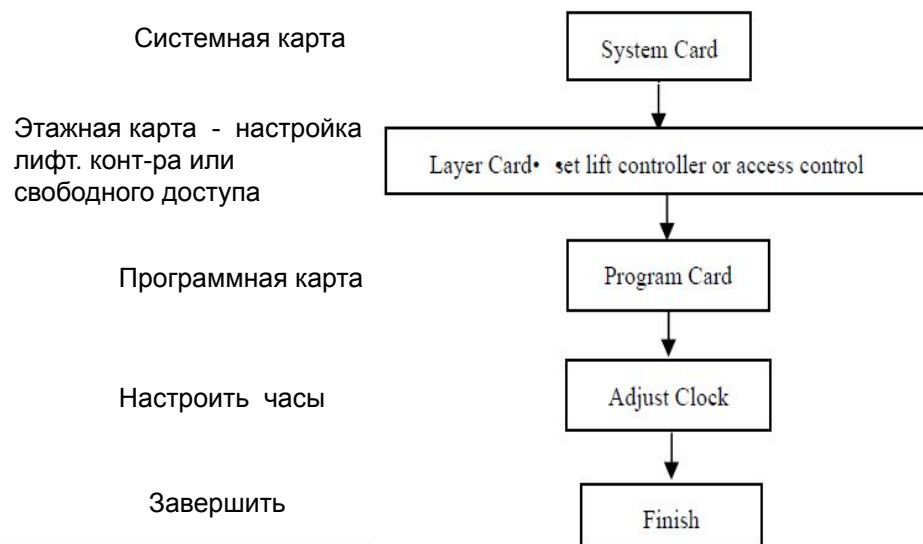 Системная карта
System Card
Этажная карта - настройка
лифт. конт-ра или
свободного доступа
Layer Card• set lift controller or access control
Программная карта
Program Card
Настроить часы
Adjust Clock
Завершить
Finish